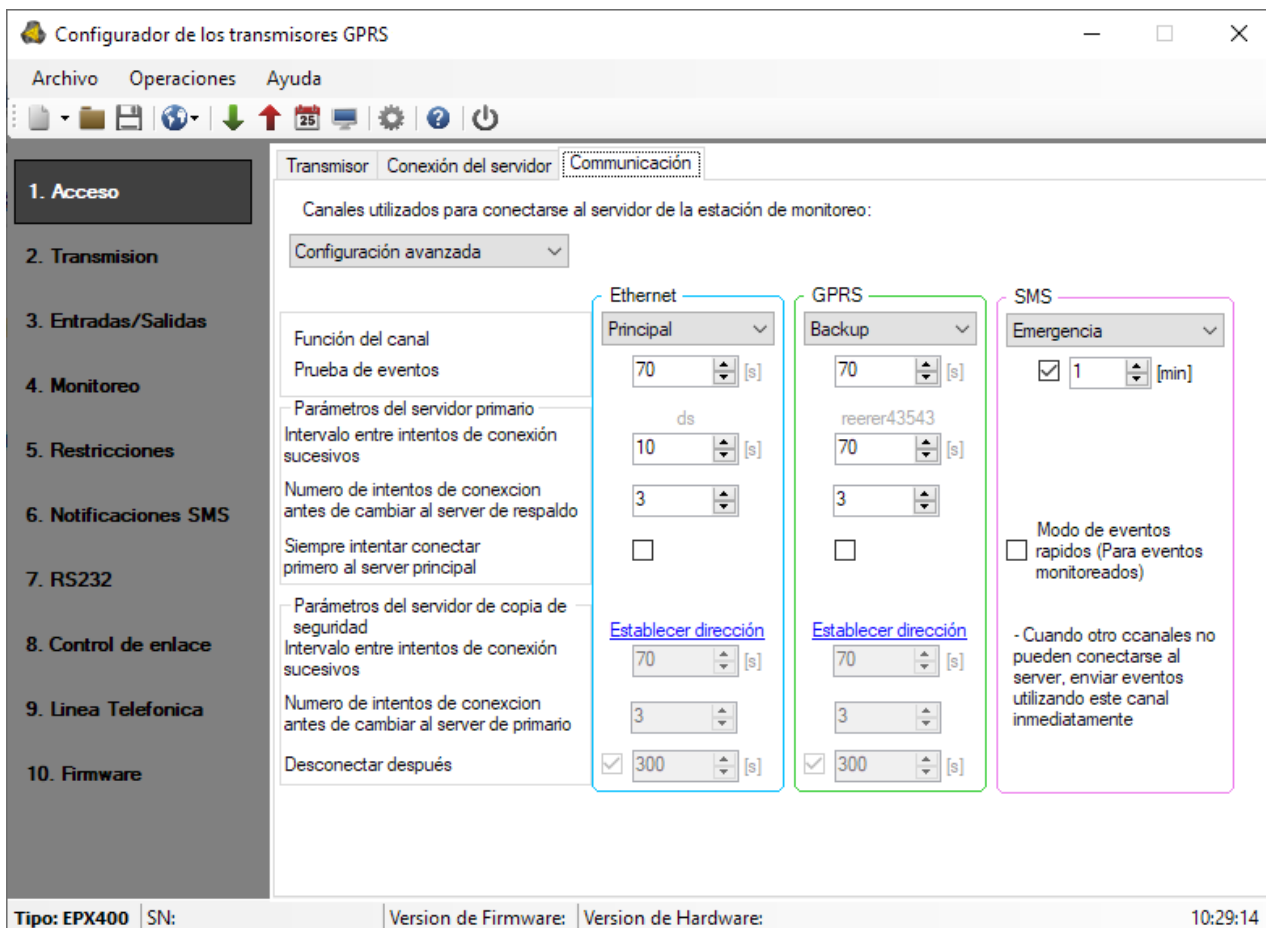 Configurador de los transmisores GPRS
Archivo Operaciones Ayuda
25
1. Acceso
2. Transmision
3. Entradas/Salidas
4. Monitoreo
5. Restricciones
6. Notificaciones SMS
7. RS232
8. Control de enlace
9. Linea Telefonica
10. Firmware
Transmisor Conexión del servidor Communicación
Canales utilizados para conectarse al servidor de la estación de monitoreo:
Configuración avanzada
Ethernet GPRS SMS
Función del canal Principal Backup Emergencia
Prueba de eventos 70 [s] 70 [s] 1 [min]
Parámetros del servidor primario ds reerer43543
Intervalo entre intentos de conexión
sucesivos 10 [s] 70 [s]
Numero de intentos de conexcion
antes de cambiar al server de respaldo 3 3
Siempre intentar conectar
primero al server principal
Modo de eventos
rapidos (Para eventos
monitoreados)
Parámetros del servidor de copia de
seguridad Establecer dirección Establecer dirección
Intervalo entre intentos de conexión
sucesivos 70 [s] 70 [s]
Numero de intentos de conexcion
antes de cambiar al server de primario 3 3
Desconectar después 300 [s] 300 [s]
- Cuando otro ccanales no
pueden conectarse al
server, enviar eventos
utilizando este canal
inmediatamente
Tipo: EPX400 SN: Version de Firmware: Version de Hardware: 10:29:14